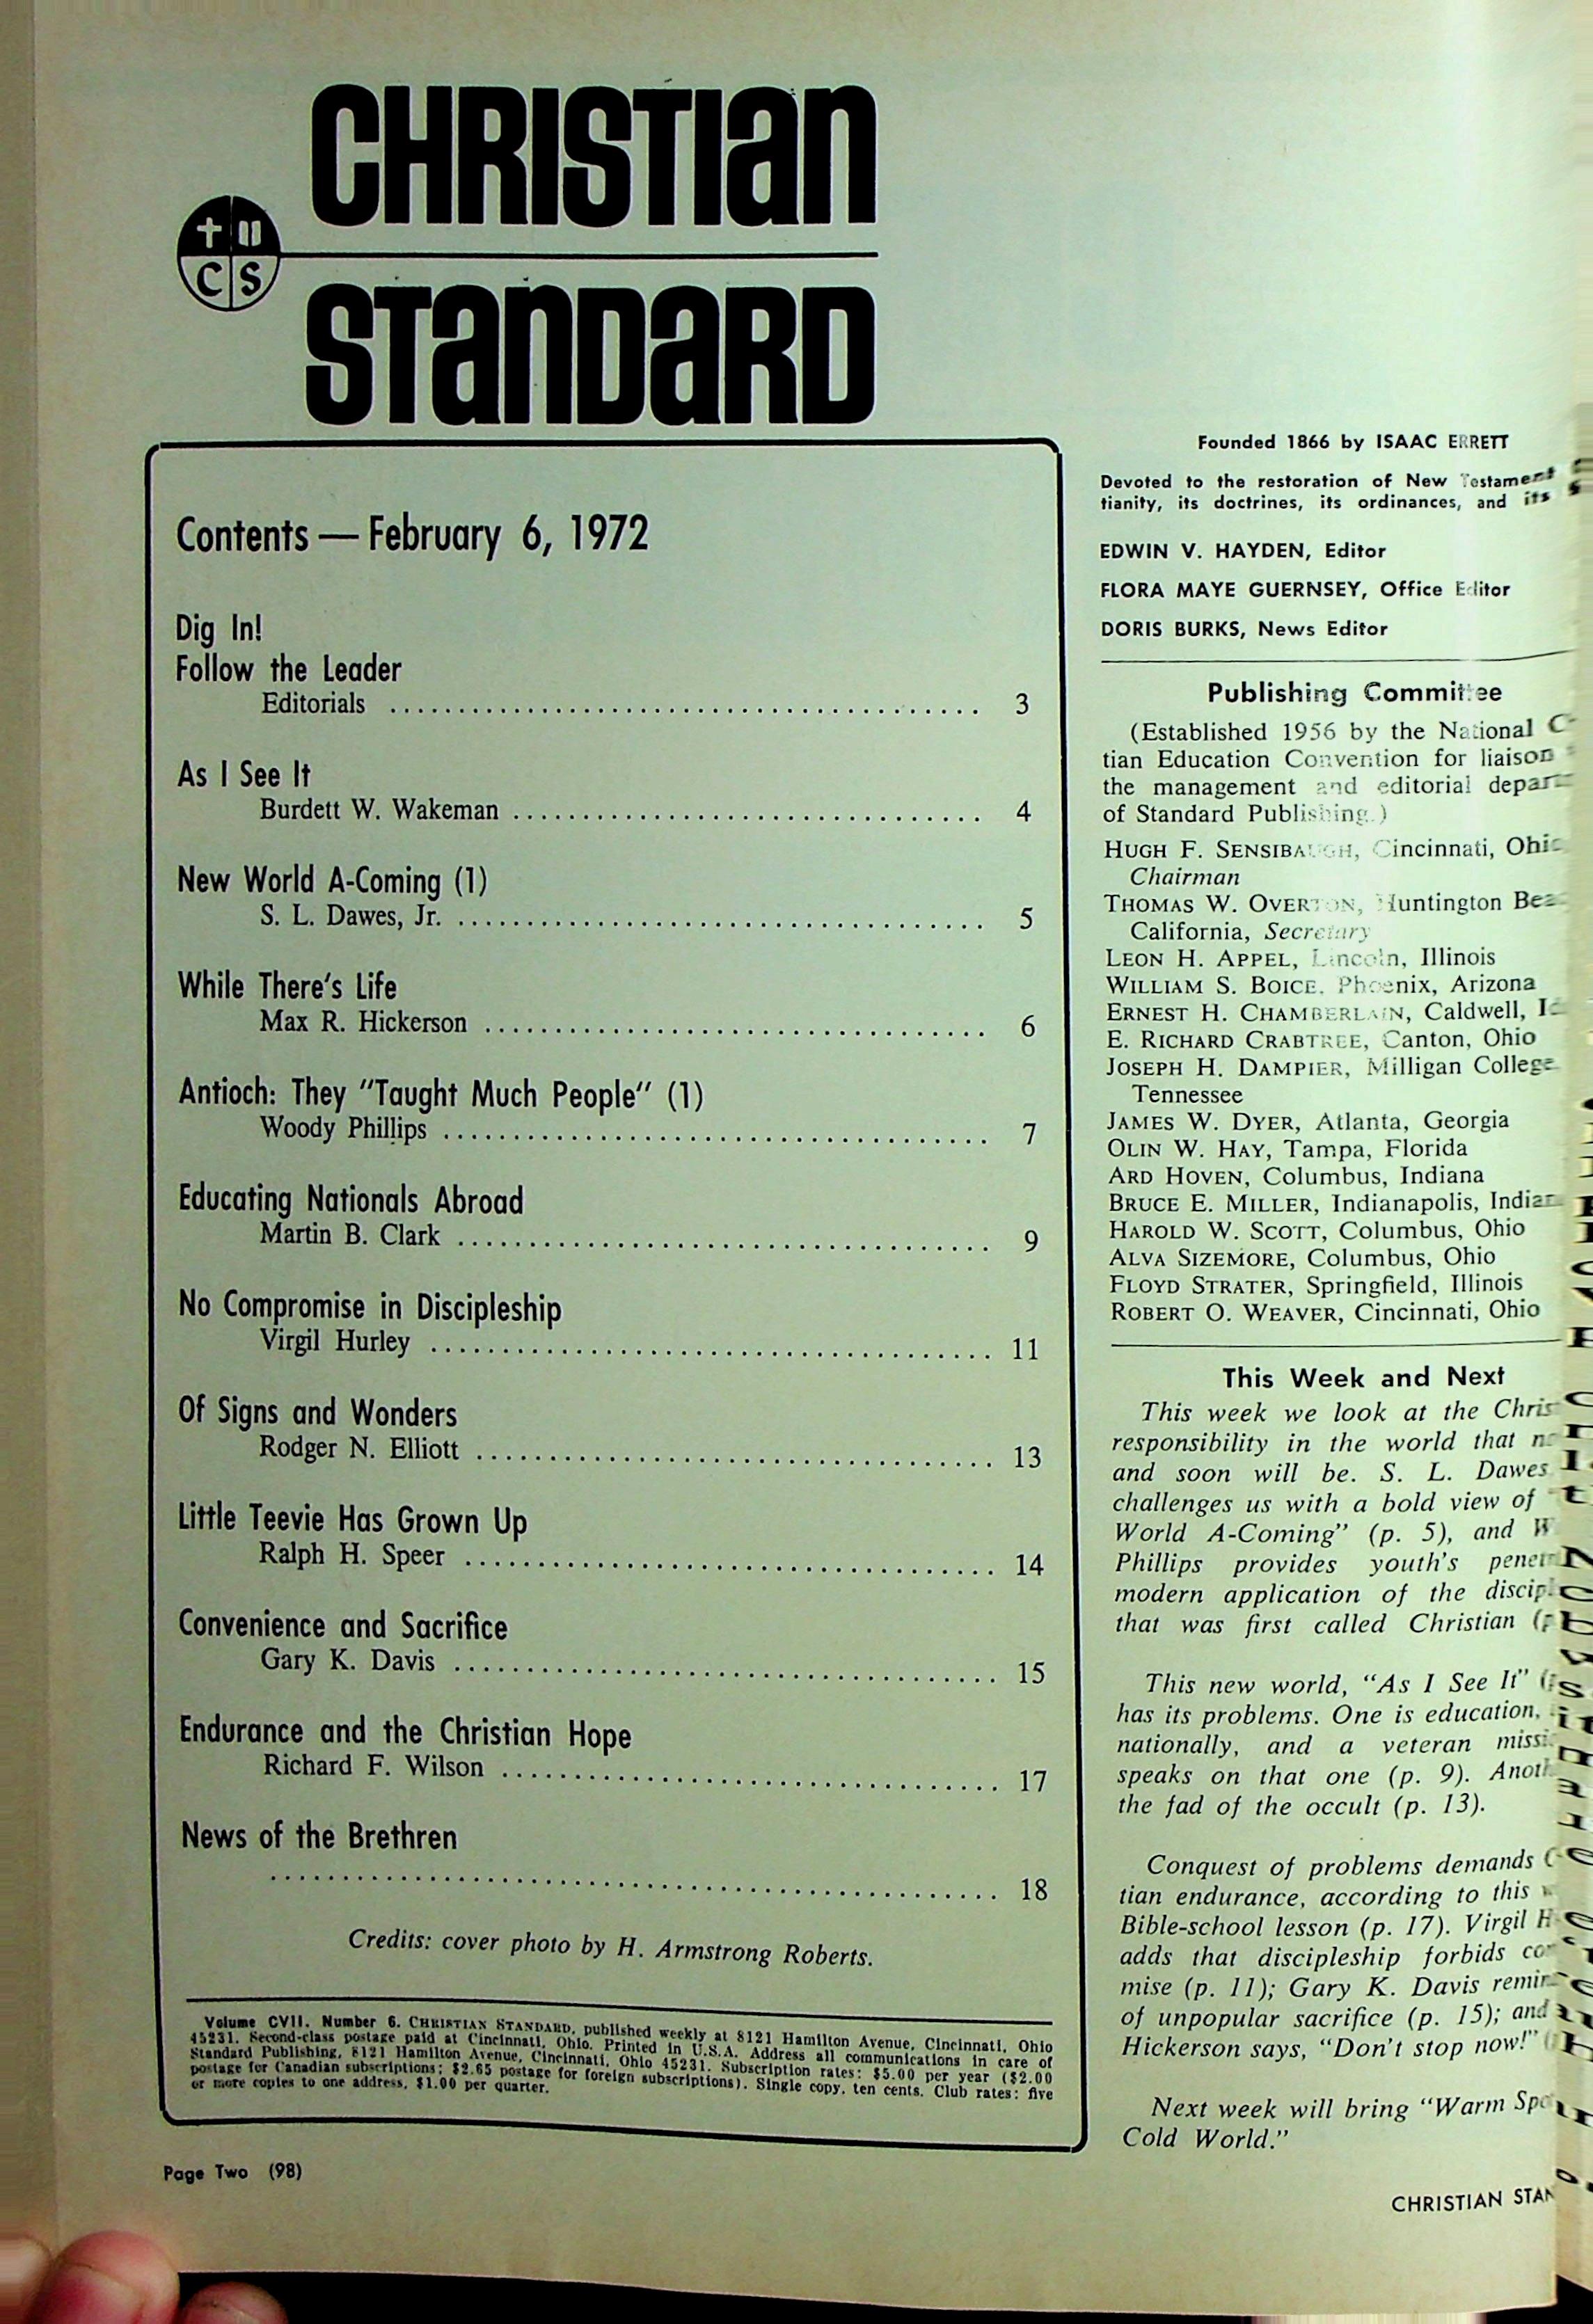 CHRISTIAN
STANDARD
C S
Contents — February 6, 1972
Dig In!
Follow the Leader
Editorials ........................................ 3
As I See It
Burdett W. Wakeman ................................ 4
New World A-Coming (1)
S. L. Dawes, Jr. ..................................... 5
While There's Life
Max R. Hickerson ................................... 6
Antioch: They "Taught Much People" (1)
Woody Phillips ...................................... 7
Educating Nationals Abroad
Martin B. Clark ..................................... 9
No Compromise in Discipleship
Virgil Hurley ....................................... 11
Of Signs and Wonders
Rodger N. Elliott .................................... 13
Little Teevie Has Grown Up
Ralph H. Speer ..................................... 14
Convenience and Sacrifice
Gary K. Davis ...................................... 15
Endurance and the Christian Hope
Richard F. Wilson ................................... 17
News of the Brethren
.................................................. 18
Credits: cover photo by H. Armstrong Roberts.
Volume CVII. Number 6. CHRISTIAN STANDARD, published weekly at 8121 Hamilton Avenue, Cincinnati, Ohio
45231. Second-class postage paid at Cincinnati, Ohio. Printed in U.S.A. Address all communications in care of
Standard Publishing, 8121 Hamilton Avenue, Cincinnati, Ohio 45231. Subscription rates: $5.00 per year ($2.00
postage for Canadian subscriptions; $2.65 postage for foreign subscriptions). Single copy, ten cents. Club rates: five
or more copies to one address, $1.00 per quarter.
Page Two (98)
Founded 1866 by ISAAC ERRETT
Devoted to the restoration of New Testament
tianity, its doctrines, its ordinances, and its
EDWIN V. HAYDEN, Editor
FLORA MAYE GUERNSEY, Office Editor
DORIS BURKS, News Editor
Publishing Committee
(Established 1956 by the National
tian Education Convention for liaison
the management and editorial
of Standard Publishing.)
HUGH F. SENSIBAUGH, Cincinnati, Ohio
Chairman
THOMAS W. OVERTON, Huntington
California, Secretary
LEON H. APPEL, Lincoln, Illinois
WILLIAM S. BOICE, Phoenix, Arizona
ERNEST H. CHAMBERLAIN, Caldwell,
E. RICHARD CRABTREE, Canton, Ohio
JOSEPH H. DAMPIER, Milligan College
Tennessee
JAMES W. DYER, Atlanta, Georgia
OLIN W. HAY, Tampa, Florida
ARD HOVEN, Columbus, Indiana
BRUCE E. MILLER, Indianapolis,
HAROLD W. SCOTT, Columbus, Ohio
ALVA SIZEMORE, Columbus, Ohio
FLOYD STRATER, Springfield, Illinois
ROBERT O. WEAVER, Cincinnati, Ohio
This Week and Next
This week we look at the
responsibility in the world that
and soon will be. S. L. Dawes
challenges us with a bold view of
World A-Coming" (p. 5), and
Phillips provides youth's
modern application of the
that was first called Christian
This new world, "As I See It"
has its problems. One is education,
nationally, and a veteran
speaks on that one (p. 9).
the fad of the occult (p. 13).
Conquest of problems demands
tian endurance, according to this
Bible-school lesson (p. 17). Virgil
adds that discipleship forbids
mise (p. 11); Gary K. Davis
of unpopular sacrifice (p. 15); and
Hickerson says, "Don't stop now!"
Next week will bring "Warm
Cold World."
CHRISTIAN